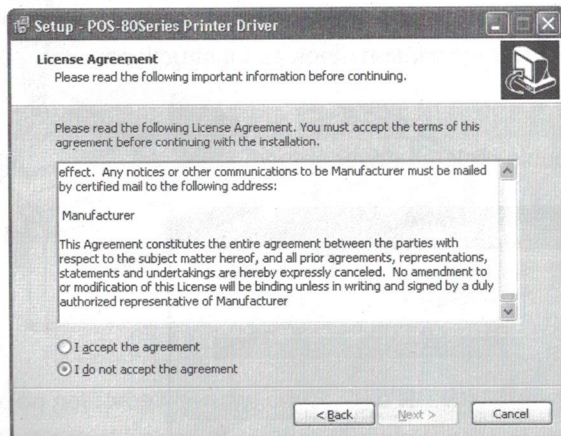 Setup - POS-80Series Printer Driver
License Agreement
Please read the following important information before continuing.
Please read the following License Agreement. You must accept the terms of this
agreement before continuing with the installation.
effect. Any notices or other communications to be Manufacturer must be mailed
by certified mail to the following address:
Manufacturer
This Agreement constitutes the entire agreement between the parties with
respect to the subject matter hereof, and all prior agreements, representations,
statements and undertakings are hereby expressly canceled. No amendment to
or modification of this License will be binding unless in writing and signed by a duly
authorized representative of Manufacturer
I accept the agreement
I do not accept the agreement
< Back
Next >
Cancel